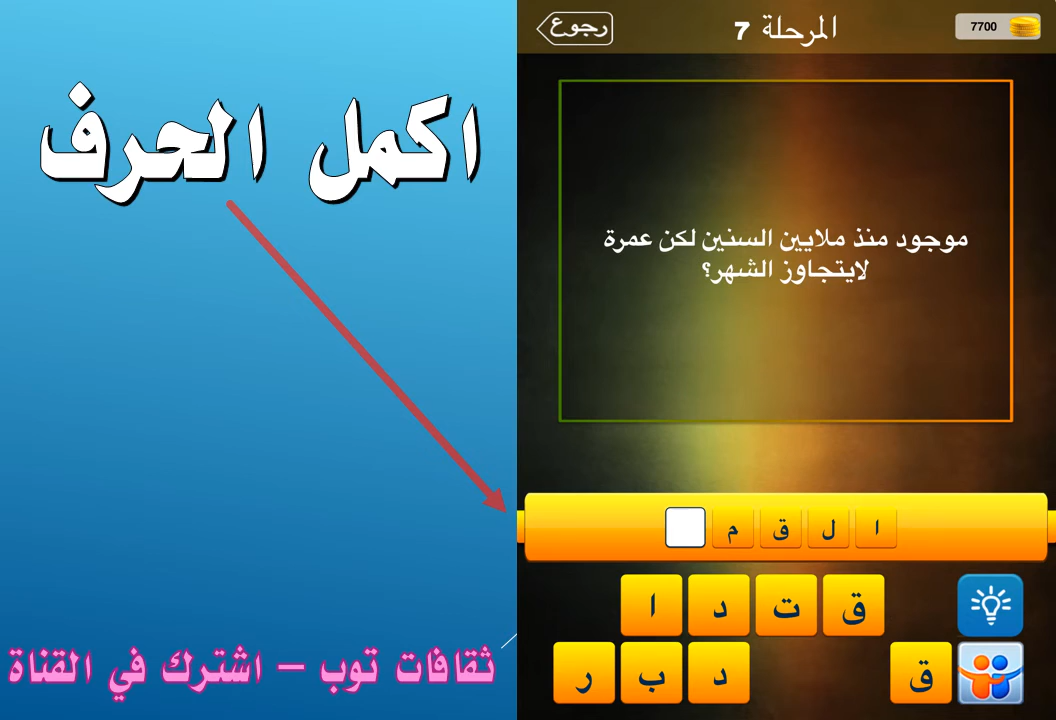 اكمل الحرف
ثقافات توب – اشترك في القناة
رجوع
المرحلة 7
7700
موجود منذ ملايين السنين لكن عمرة
لايتجاوز الشهر؟
ا ل ق م
ق ت د ا
ق د ب ر